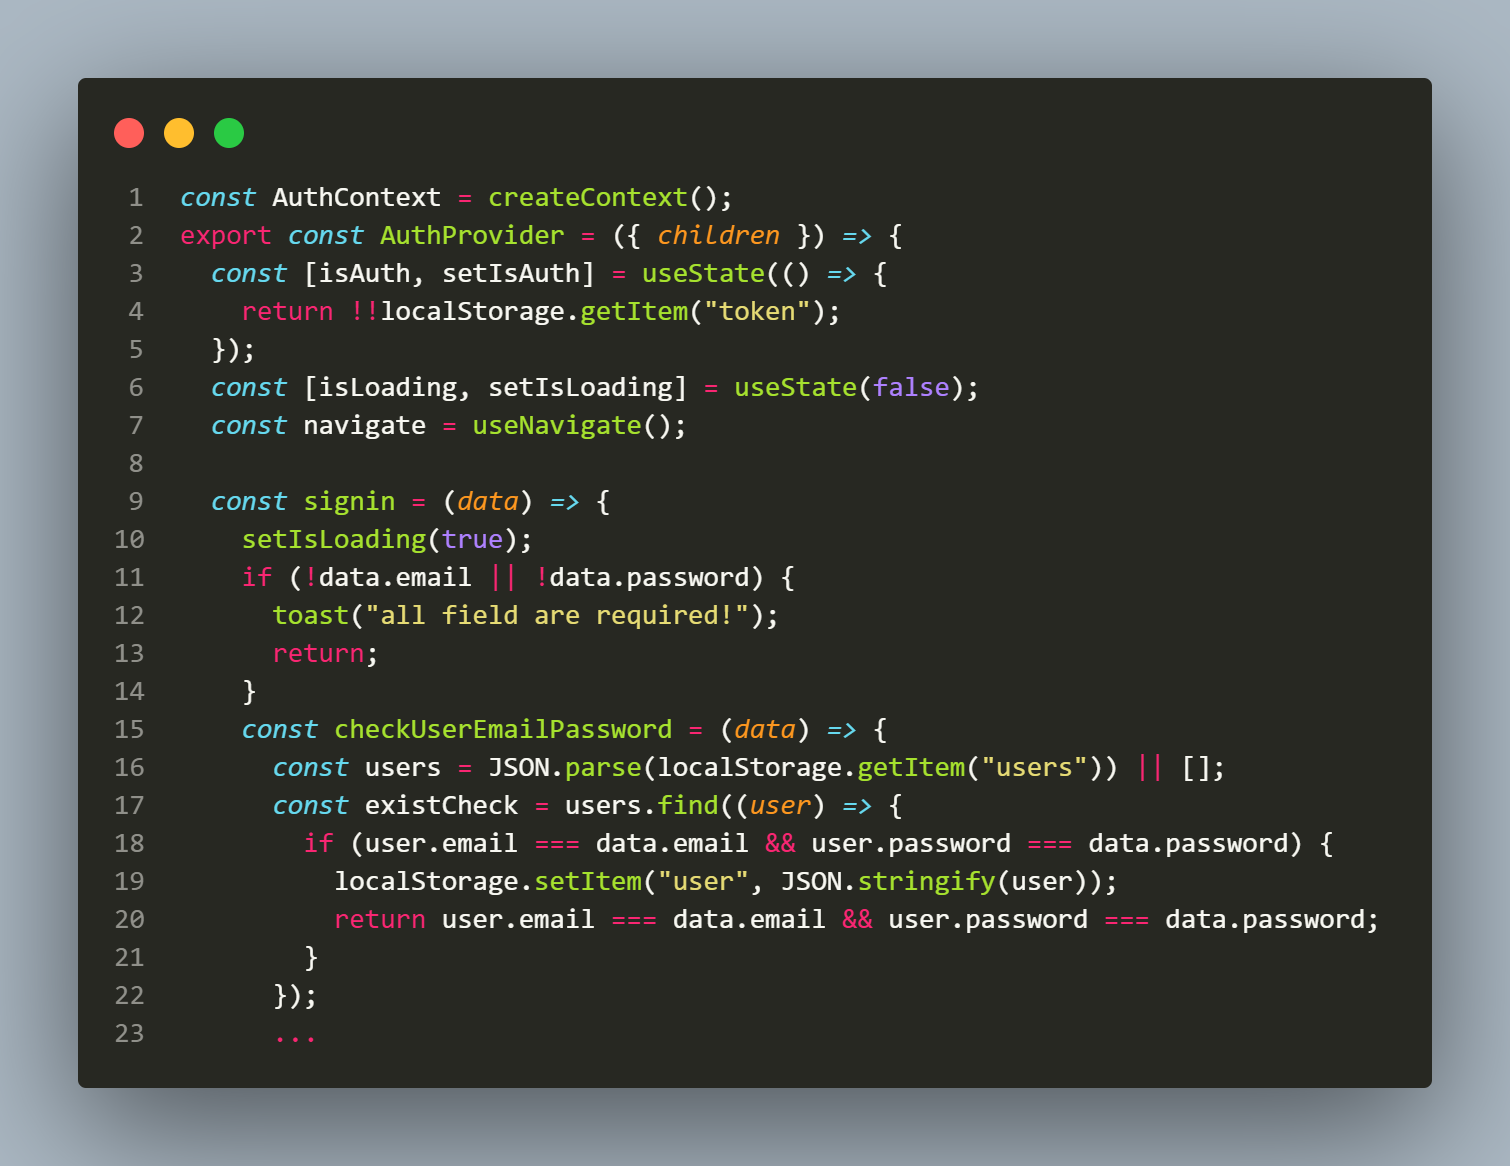 1 const AuthContext = createContext();
2 export const AuthProvider = ({ children }) => {
3   const [isAuth, setIsAuth] = useState(() => {
4     return !!localStorage.getItem("token");
5   });
6   const [isLoading, setIsLoading] = useState(false);
7   const navigate = useNavigate();
8
9   const signin = (data) => {
10     setIsLoading(true);
11     if (!data.email || !data.password) {
12       toast("all field are required!");
13       return;
14     }
15     const checkUserEmailPassword = (data) => {
16       const users = JSON.parse(localStorage.getItem("users")) || [];
17       const existCheck = users.find((user) => {
18         if (user.email === data.email && user.password === data.password) {
19           localStorage.setItem("user", JSON.stringify(user));
20           return user.email === data.email && user.password === data.password;
21         }
22       });
23       ...